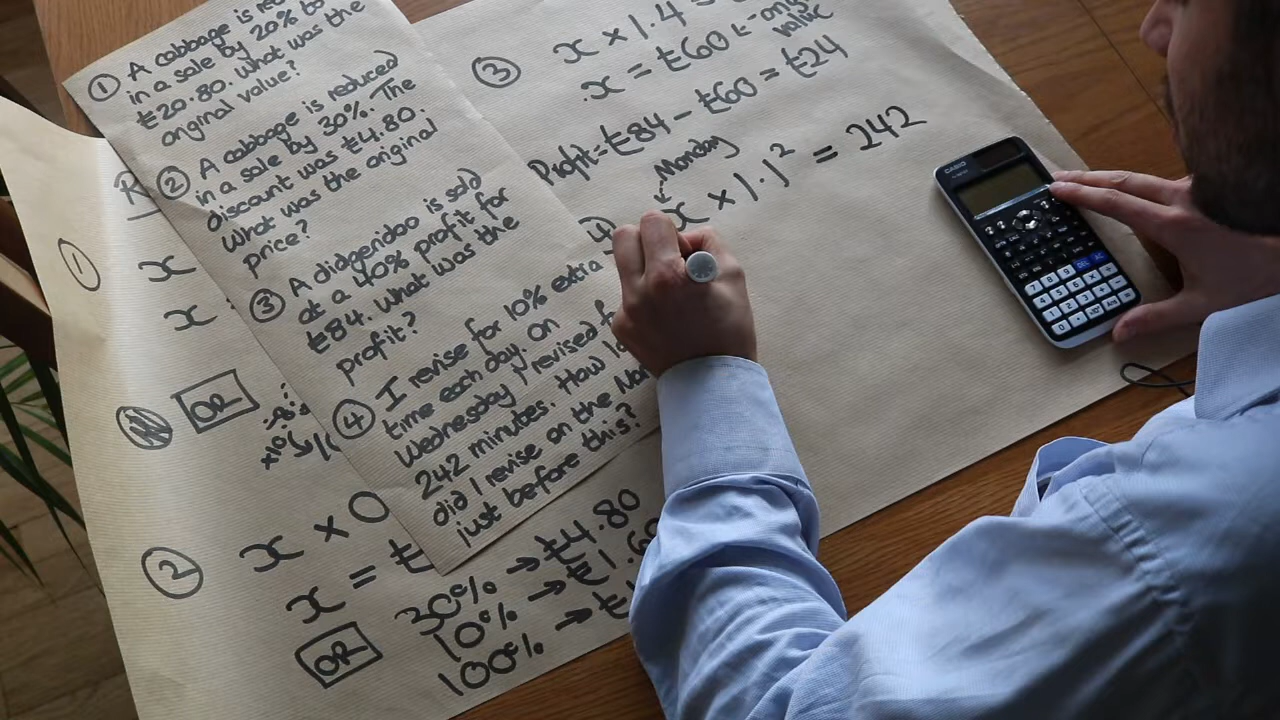 ① A cabbage is
in a sale by 20% to
£20.80. What was the
original value?
② A cabbage is reduced
in a sale by 30%. The
discount was £4.80.
What was the original
price?
③ A didgeridoo is sold
at a 40% profit for
£84. What was the
profit?
④ I revise for 10% extra
time each day. On
Wednesday I revised
242 minutes. How
did I revise on the
just before this?
③ x × 1.4 =
x = £60 ← original
value
Profit = £84 - £60 = £24
Monday
④ x × 1.1² = 242
①
x
x
OR
② x × 0
x = £
OR
30% → £4.80
10% → £1.60
100% → £
CASIO